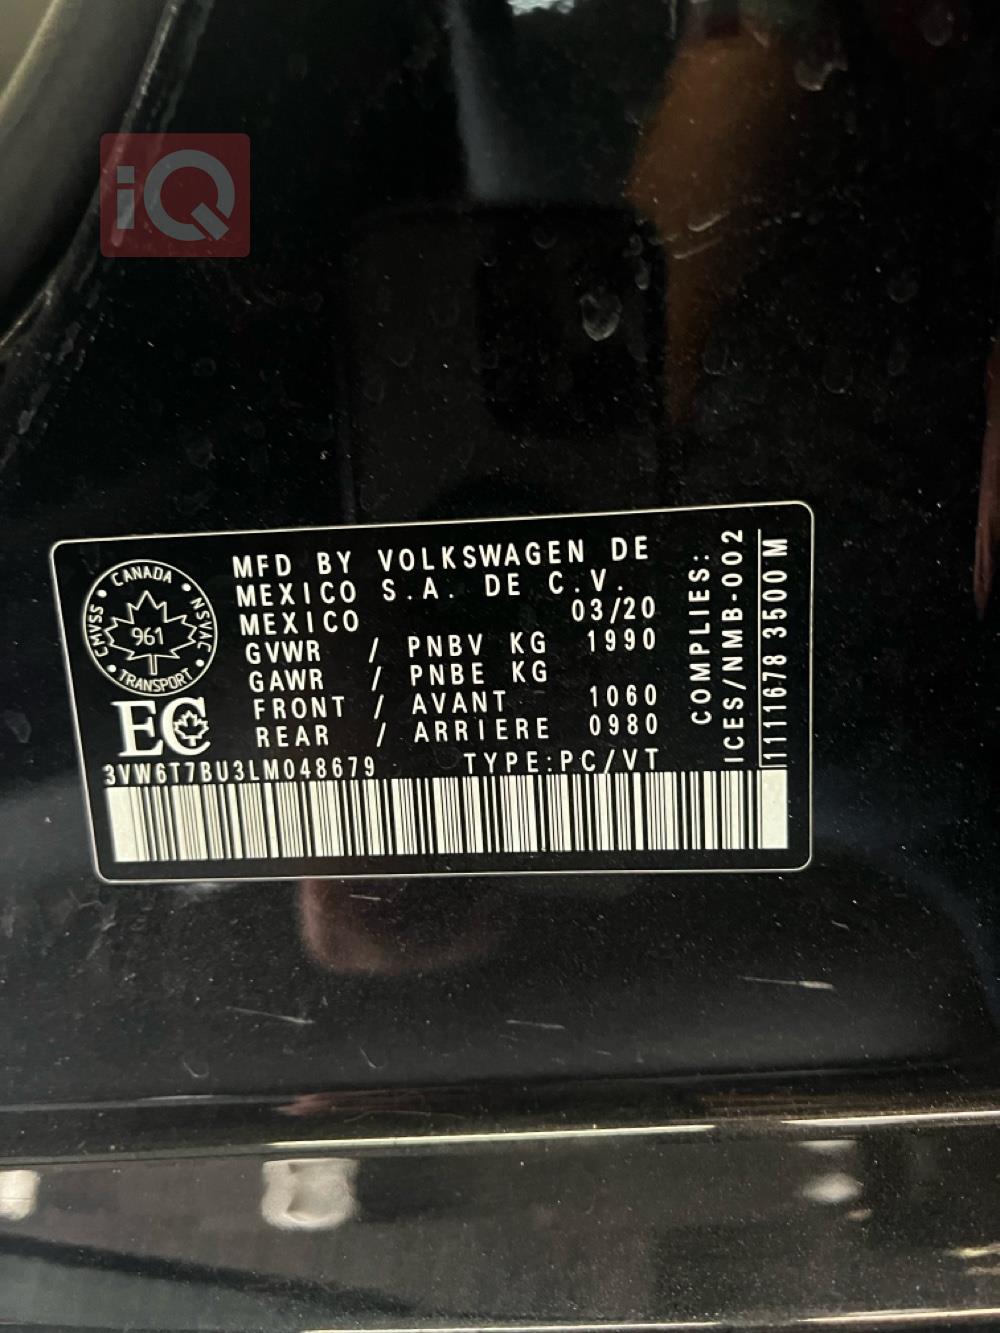 iQ
CANADA
NSVAC
TRANSPORT
CMVSS
961
EC
MFD BY VOLKSWAGEN DE
MEXICO S.A. DE C.V.
MEXICO 03/20
GVWR / PNBV KG 1990
GAWR / PNBE KG
FRONT / AVANT 1060
REAR / ARRIERE 0980
3VW6T7BU3LM048679 TYPE:PC/VT
COMPLIES:
ICES/NMB-002
1111678 3500 M